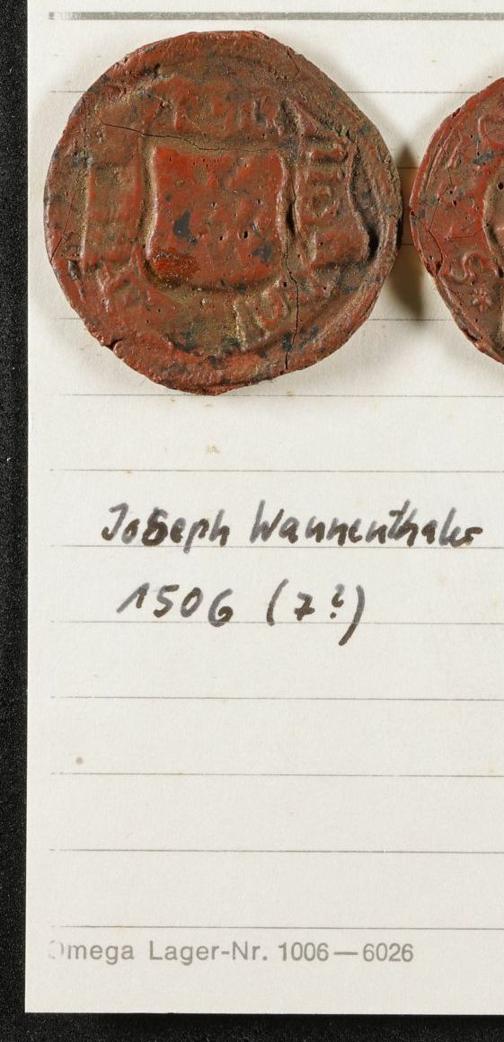 Joseph Wannenthaler
1506 (7?)
Omega Lager-Nr. 1006—6026